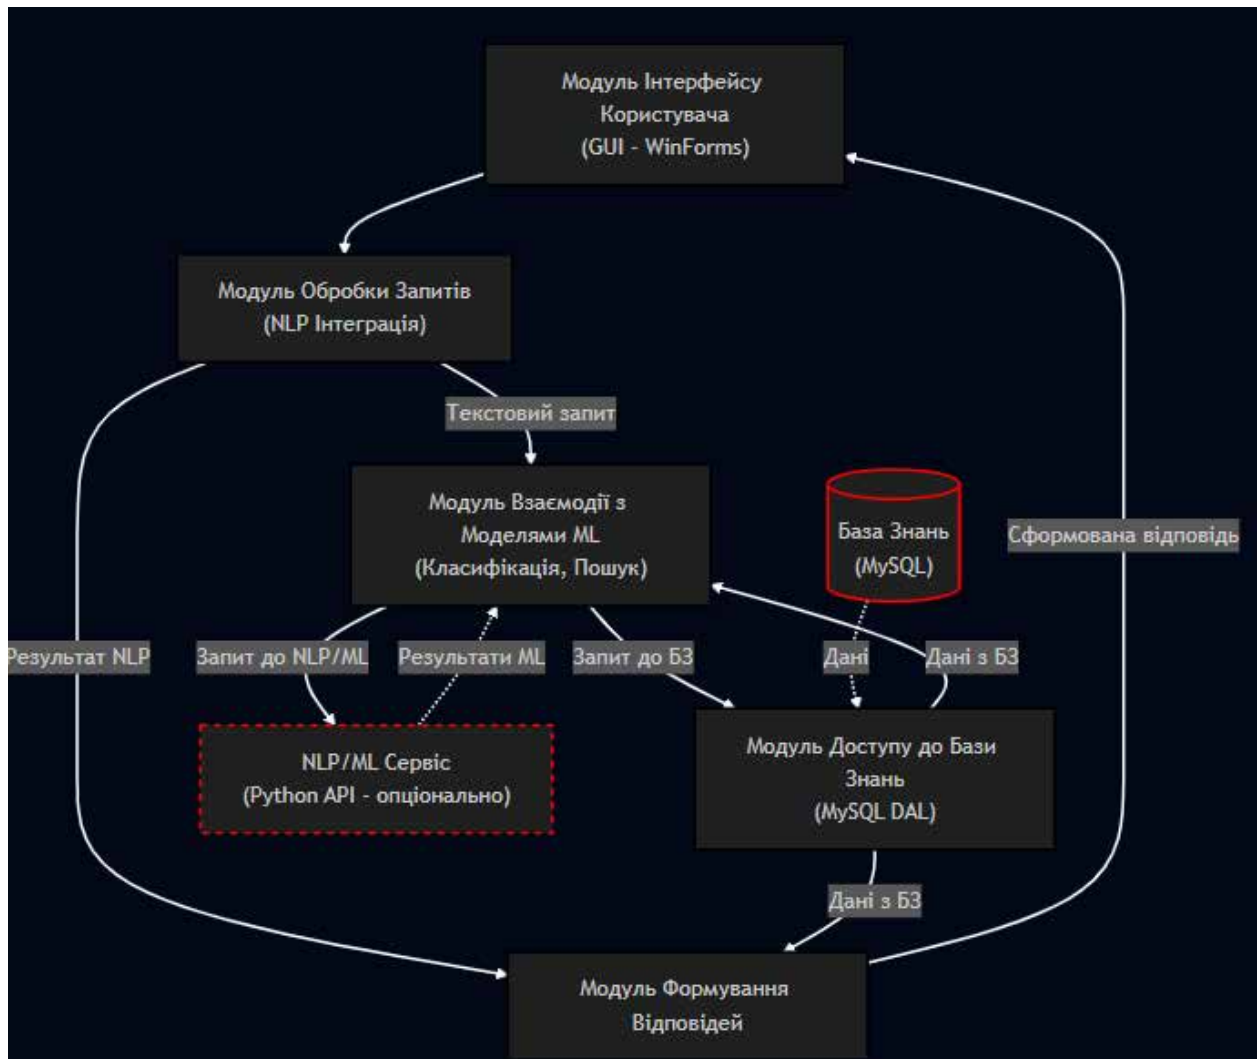 Модуль Інтерфейсу
Користувача
(GUI - WinForms)
Модуль Обробки Запитів
(NLP Інтеграція)
Текстовий запит
Модуль Взаємодії з
Моделями ML
(Класифікація, Пошук)
База Знань
(MySQL)
Сформована відповідь
Результат NLP
Запит до NLP/ML
Результати ML
Запит до БЗ
Дані
Дані з БЗ
NLP/ML Сервіс
(Python API - опціонально)
Модуль Доступу до Бази
Знань
(MySQL DAL)
Дані з БЗ
Модуль Формування
Відповідей